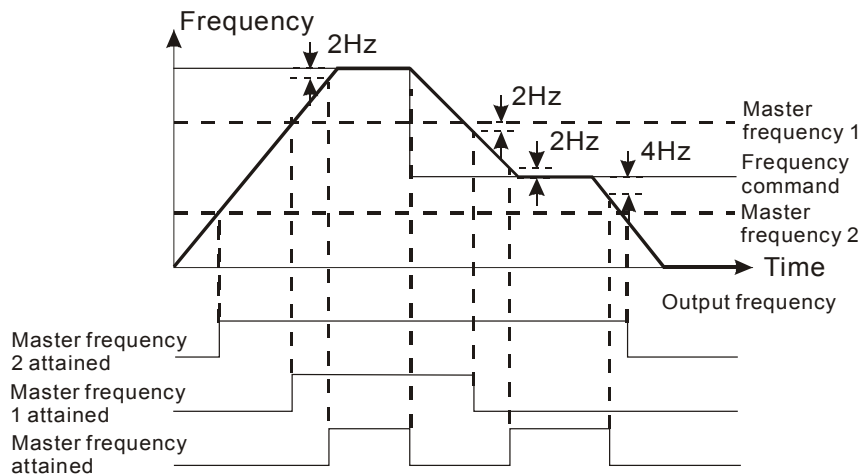 Frequency
2Hz
2Hz
2Hz
4Hz
Master
frequency 1
Frequency
command
Master
frequency 2
Time
Output frequency
Master frequency
2 attained
Master frequency
1 attained
Master frequency
attained